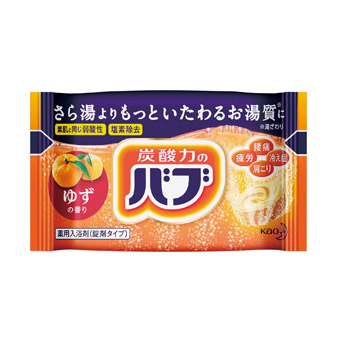 さら湯よりもっといたわるお湯質に※
素肌と同じ弱酸性 塩素除去
※湯ざわり
炭酸力の
バブ
ゆず
の香り
腰痛
疲労 冷え症
肩こり
薬用入浴剤(錠剤タイプ)
Kao